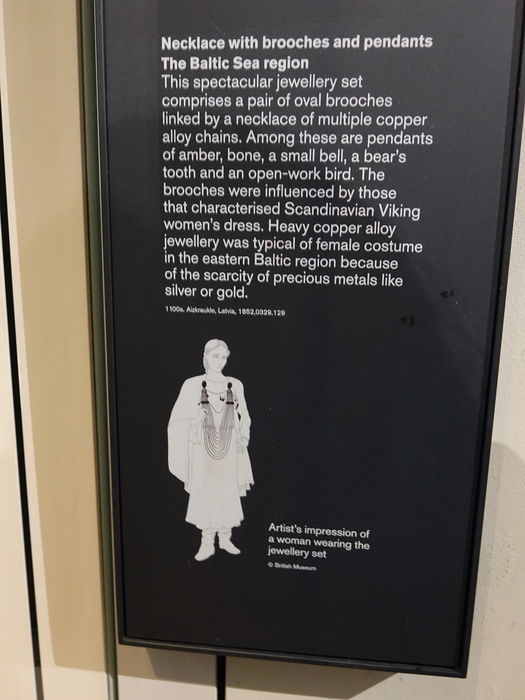 Necklace with brooches and pendants
The Baltic Sea region
This spectacular jewellery set
comprises a pair of oval brooches
linked by a necklace of multiple copper
alloy chains. Among these are pendants
of amber, bone, a small bell, a bear's
tooth and an open-work bird. The
brooches were influenced by those
that characterised Scandinavian Viking
women's dress. Heavy copper alloy
jewellery was typical of female costume
in the eastern Baltic region because
of the scarcity of precious metals like
silver or gold.
1100s, Aizkraukle, Latvia, 1852,0329.129
Artist's impression of
a woman wearing the
jewellery set
© British Museum